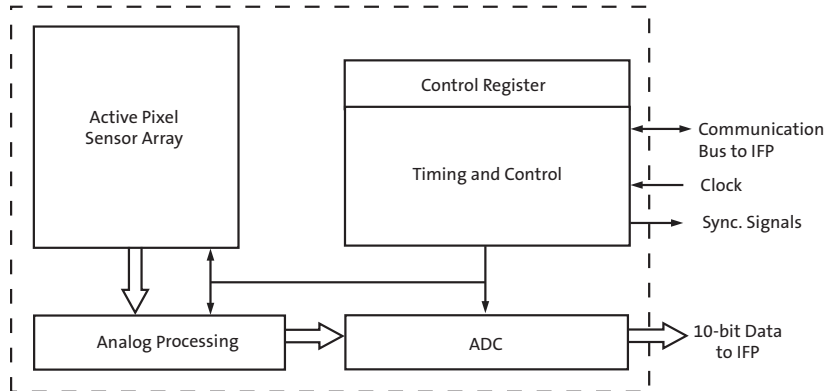 Active Pixel
Sensor Array
Control Register
Timing and Control
Communication
Bus to IFP
Clock
Sync. Signals
Analog Processing
ADC
10-bit Data
to IFP